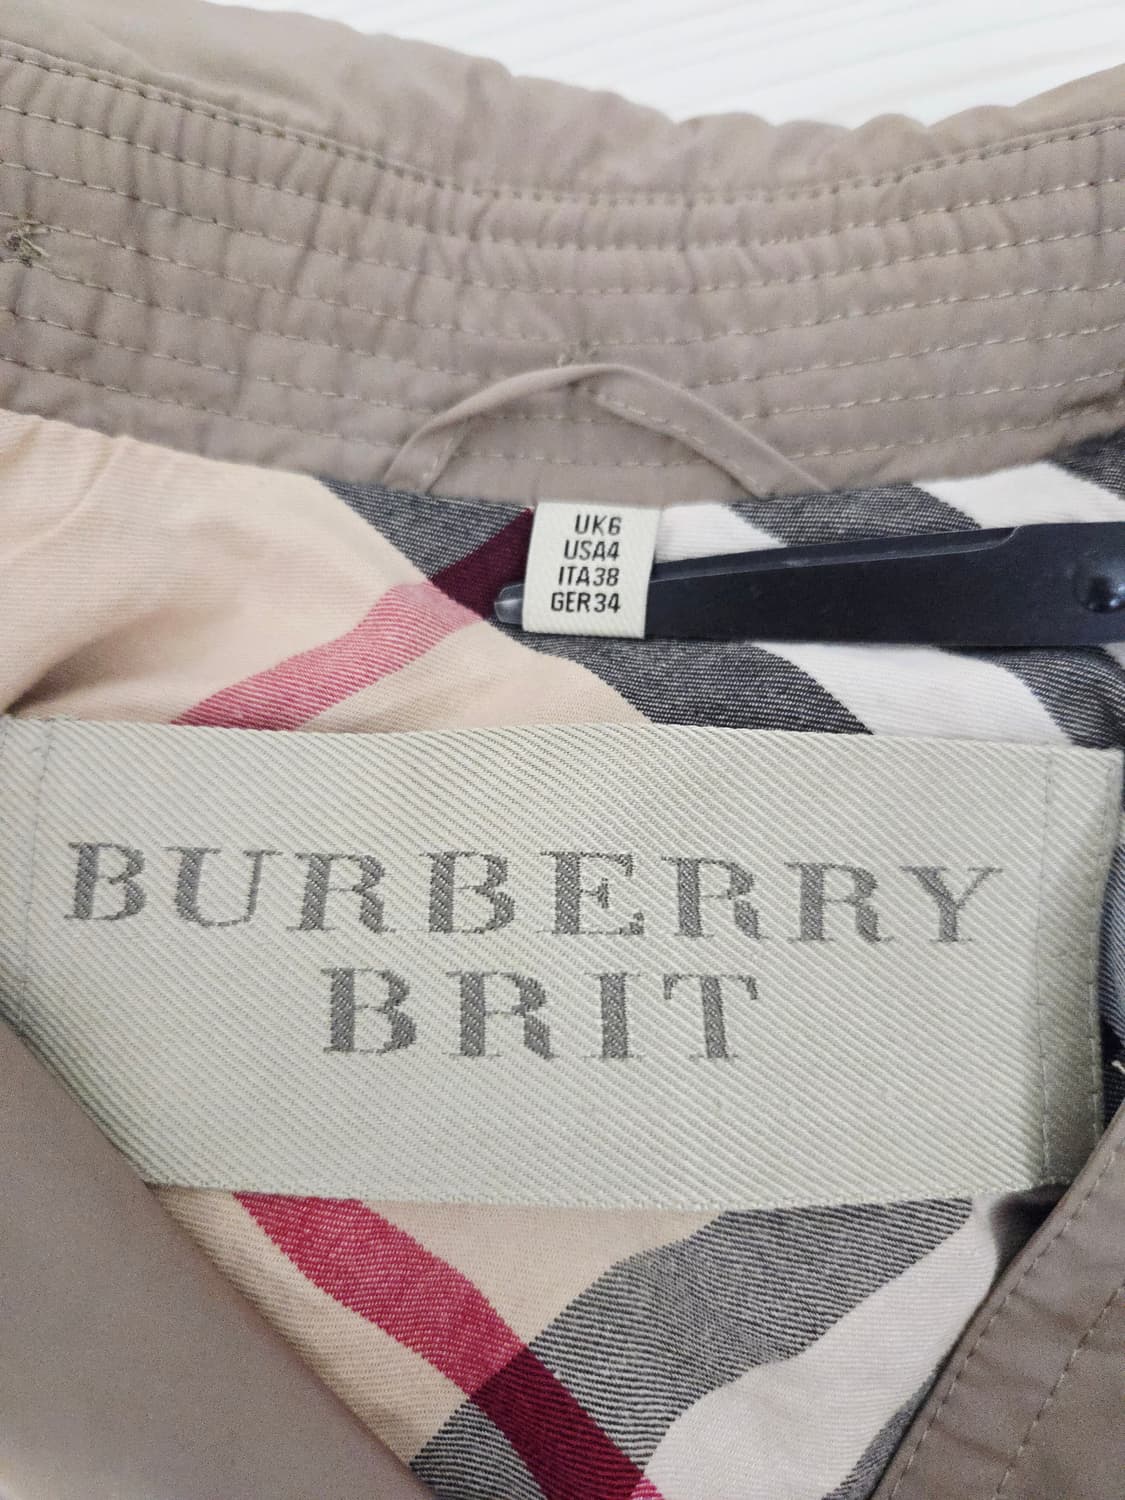 UK6
USA4
ITA38
GER34
BURBERRY
BRIT